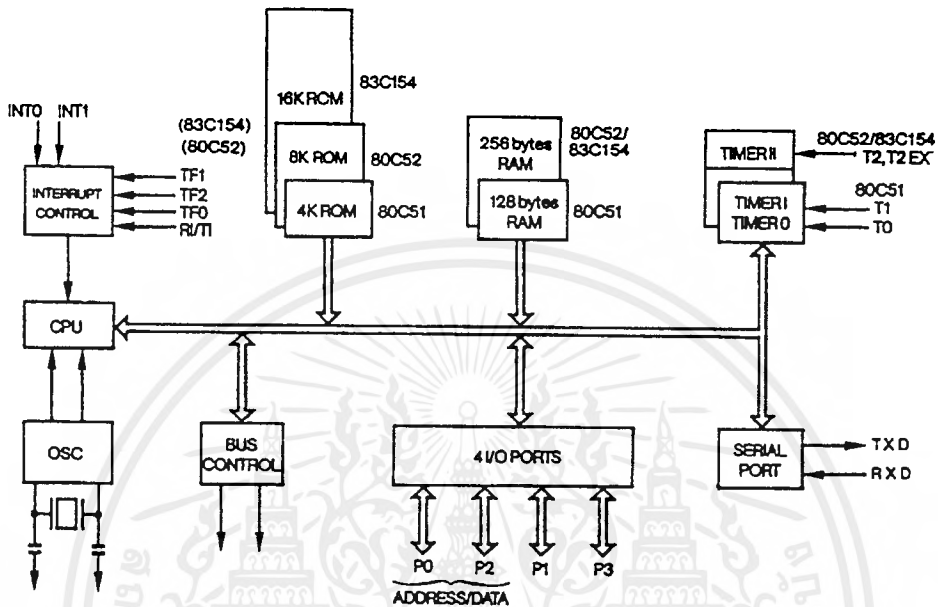 INT0 INT1
INTERRUPT
CONTROL
TF1
TF2
TF0
RI/TI
(83C154)
(80C52)
16K ROM
83C154
8K ROM
80C52
4K ROM
80C51
256 bytes
RAM
80C52/
83C154
128 bytes
RAM
80C51
TIMER II
80C52/83C154
T2, T2 EX
TIMER I
TIMER 0
80C51
T1
T0
CPU
OSC
BUS
CONTROL
4 I/O PORTS
SERIAL
PORT
TXD
RXD
P0 P2 P1 P3
ADDRESS/DATA